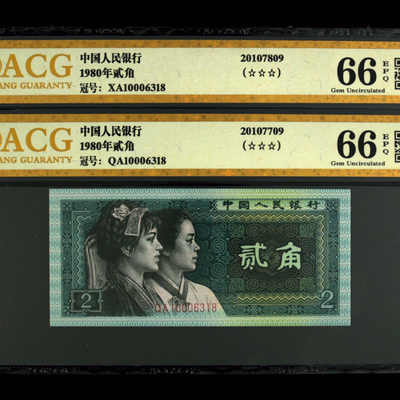 ACG
ANG GUARANTY
中国人民银行
1980年贰角
冠号：XA10006318
20107809
(☆☆☆)
66
EPQ
Gem Uncirculated
ACG
ANG GUARANTY
中国人民银行
1980年贰角
冠号：QA10006318
20107709
(☆☆☆)
66
EPQ
Gem Uncirculated
中国人民银行
贰角
2
QA10006318
2